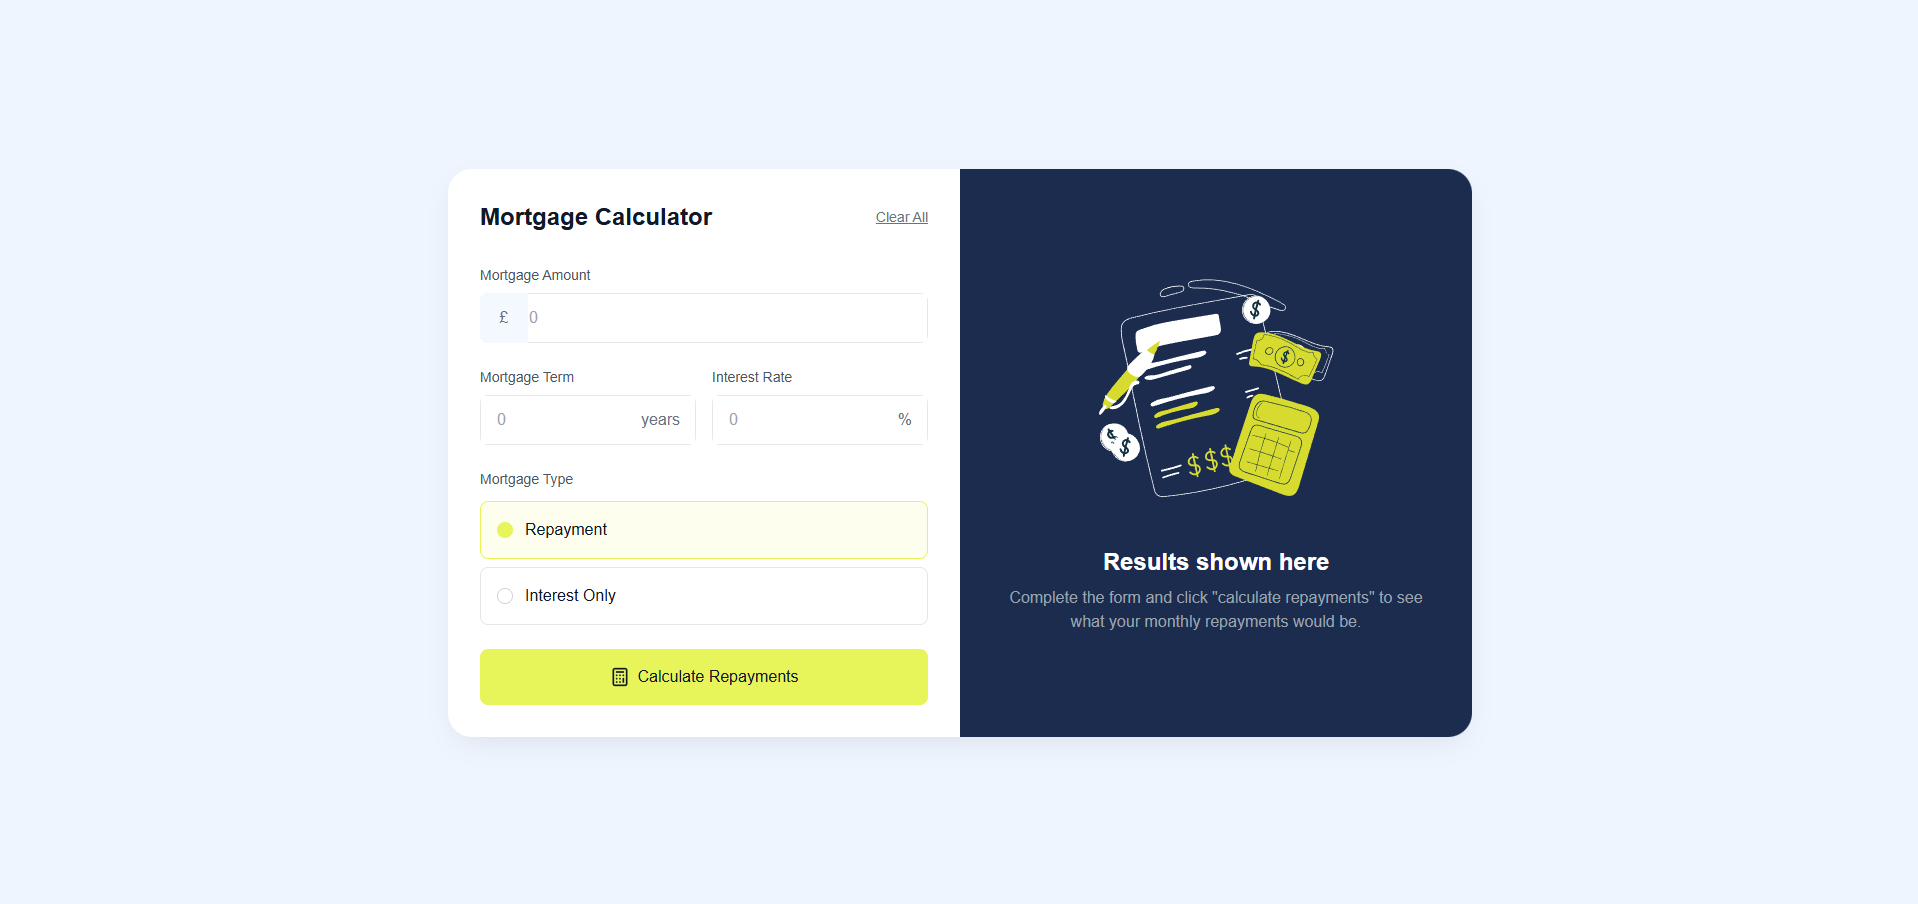 Mortgage Calculator
Clear All
Mortgage Amount
£
0
Mortgage Term
Interest Rate
0
years
0
%
Mortgage Type
Repayment
Interest Only
Calculate Repayments
$
$
$
$
$$$
Results shown here
Complete the form and click "calculate repayments" to see
what your monthly repayments would be.